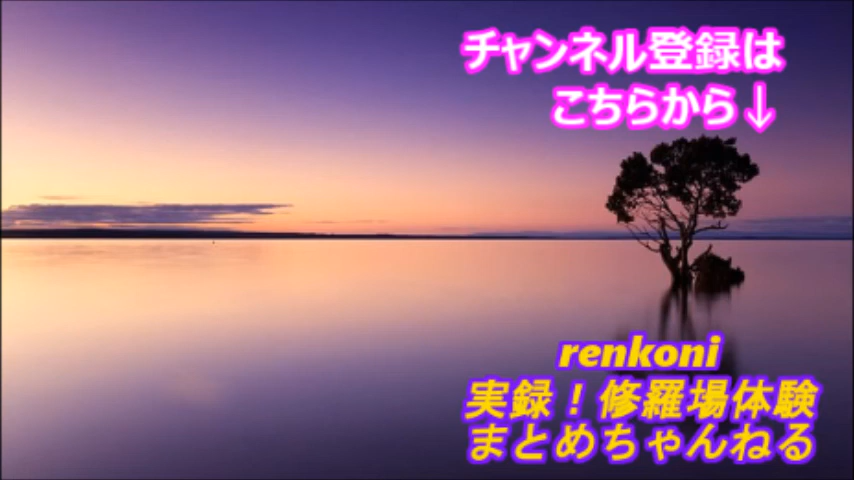 チャンネル登録は
こちらから↓
renkoni
実録！修羅場体験
まとめちゃんねる